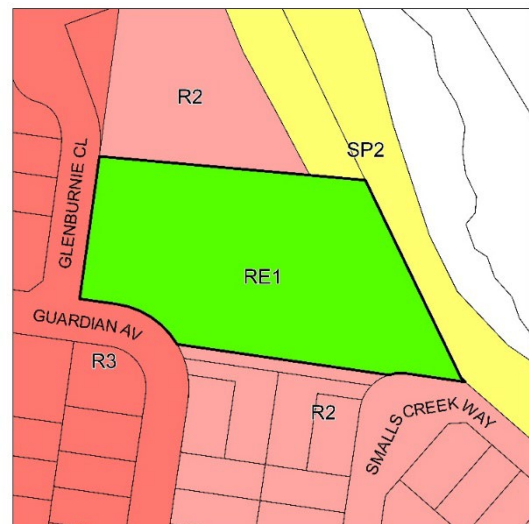 R2
SP2
GLENBURNIE CL
RE1
GUARDIAN AV
R3
R2
SMALLS CREEK WAY